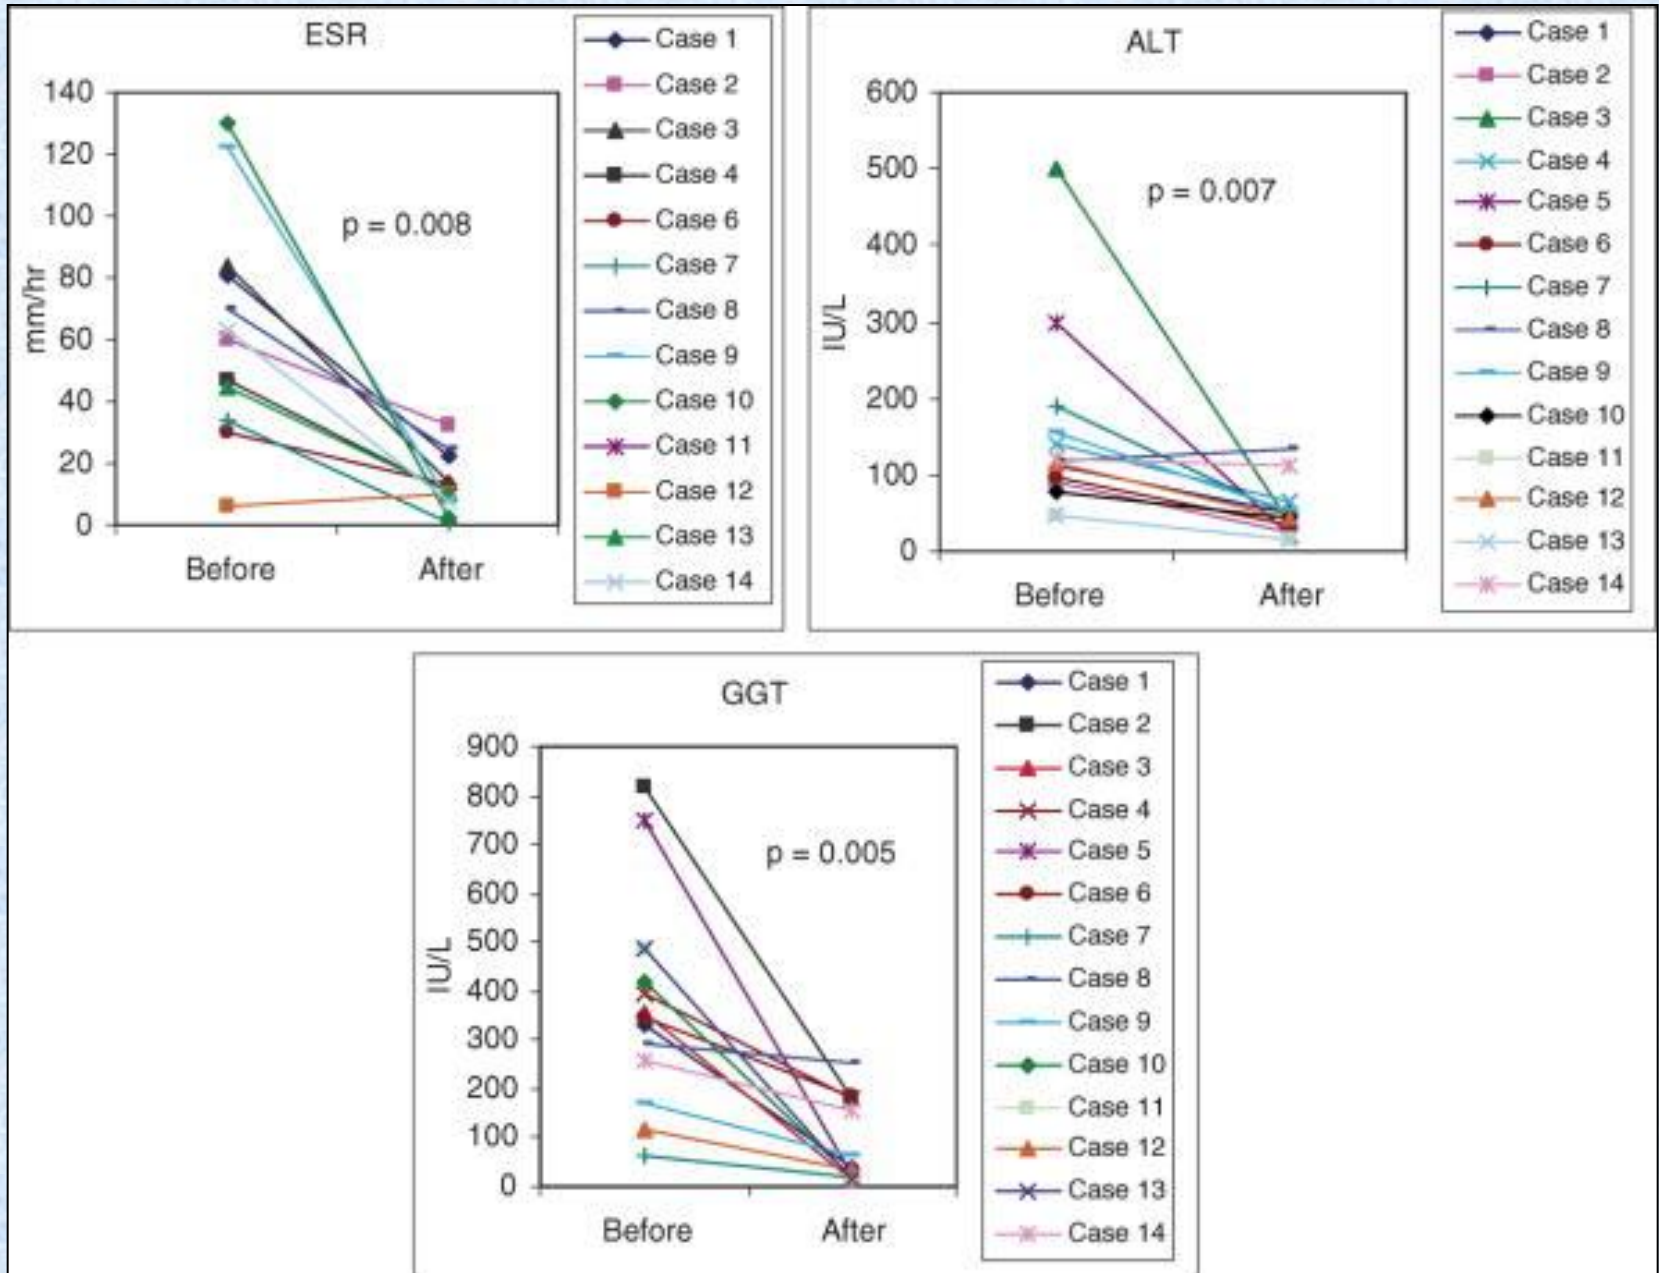 ESR
140
120
100
80
60
40
20
0
mm/hr
p = 0.008
Before After
Case 1
Case 2
Case 3
Case 4
Case 6
Case 7
Case 8
Case 9
Case 10
Case 11
Case 12
Case 13
Case 14
ALT
600
500
400
300
200
100
0
IU/L
p = 0.007
Before After
Case 1
Case 2
Case 3
Case 4
Case 5
Case 6
Case 7
Case 8
Case 9
Case 10
Case 11
Case 12
Case 13
Case 14
GGT
900
800
700
600
500
400
300
200
100
0
IU/L
p = 0.005
Before After
Case 1
Case 2
Case 3
Case 4
Case 5
Case 6
Case 7
Case 8
Case 9
Case 10
Case 11
Case 12
Case 13
Case 14